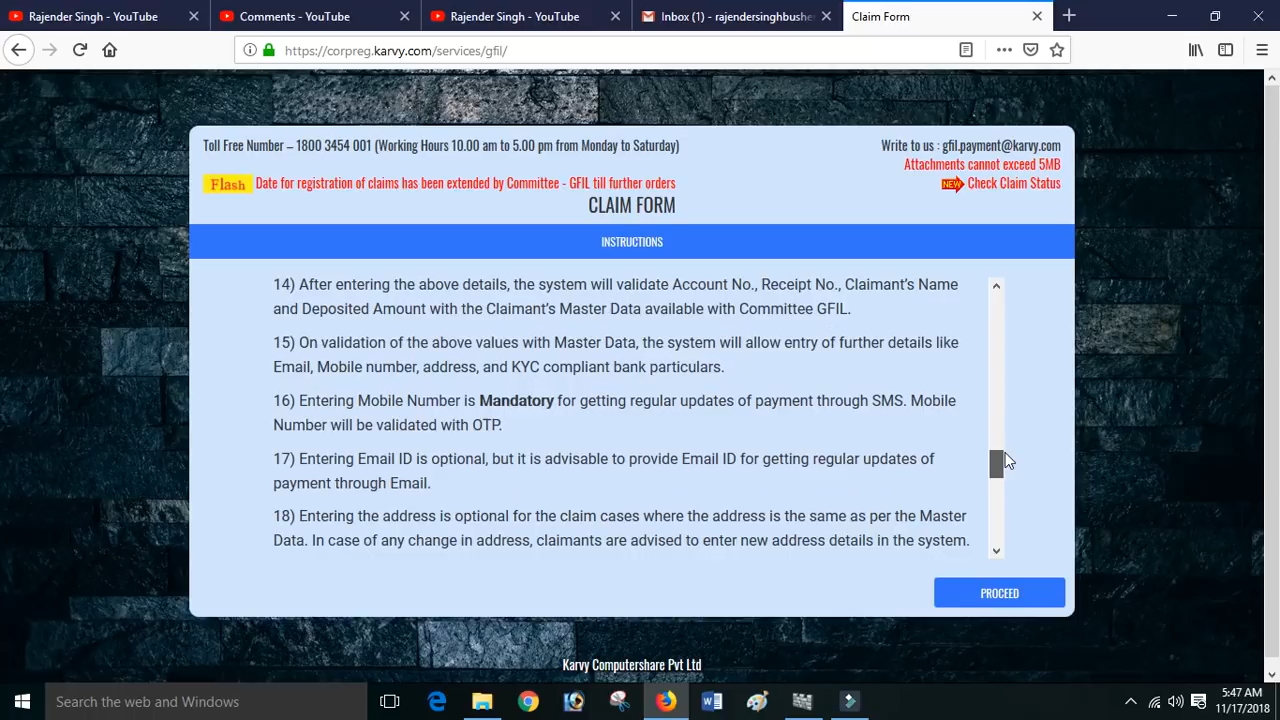 Rajender Singh - YouTube
Comments - YouTube
Rajender Singh - YouTube
Inbox (1) - rajendersinghbushe
Claim Form
https://corpreg.karvy.com/services/gfil/
Toll Free Number – 1800 3454 001 (Working Hours 10.00 am to 5.00 pm from Monday to Saturday)
Write to us : gfil.payment@karvy.com
Attachments cannot exceed 5MB
Flash Date for registration of claims has been extended by Committee - GFIL till further orders
NEW Check Claim Status
CLAIM FORM
INSTRUCTIONS
14) After entering the above details, the system will validate Account No., Receipt No., Claimant's Name
and Deposited Amount with the Claimant's Master Data available with Committee GFIL.
15) On validation of the above values with Master Data, the system will allow entry of further details like
Email, Mobile number, address, and KYC compliant bank particulars.
16) Entering Mobile Number is Mandatory for getting regular updates of payment through SMS. Mobile
Number will be validated with OTP.
17) Entering Email ID is optional, but it is advisable to provide Email ID for getting regular updates of
payment through Email.
18) Entering the address is optional for the claim cases where the address is the same as per the Master
Data. In case of any change in address, claimants are advised to enter new address details in the system.
PROCEED
Karvy Computershare Pvt Ltd
Search the web and Windows
5:47 AM
11/17/2018